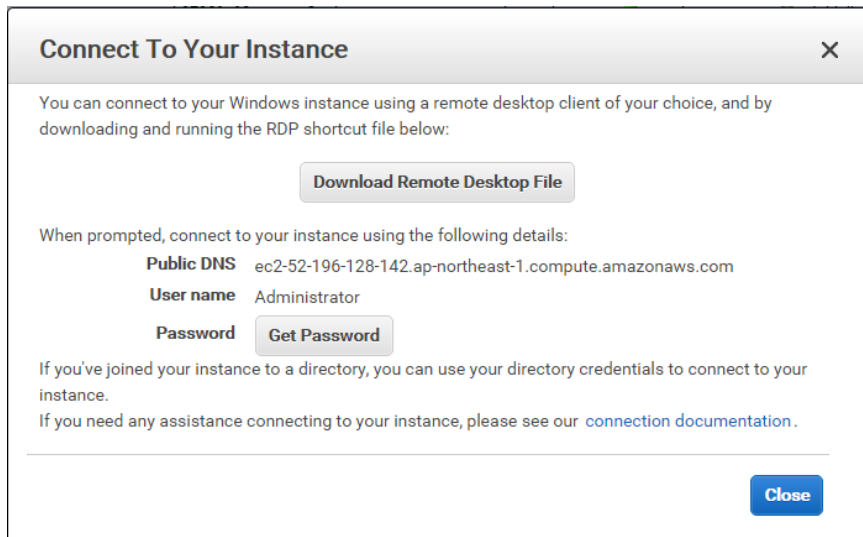 Connect To Your Instance
You can connect to your Windows instance using a remote desktop client of your choice, and by
downloading and running the RDP shortcut file below:
Download Remote Desktop File
When prompted, connect to your instance using the following details:
Public DNS ec2-52-196-128-142.ap-northeast-1.compute.amazonaws.com
User name Administrator
Password Get Password
If you've joined your instance to a directory, you can use your directory credentials to connect to your
instance.
If you need any assistance connecting to your instance, please see our connection documentation.
Close